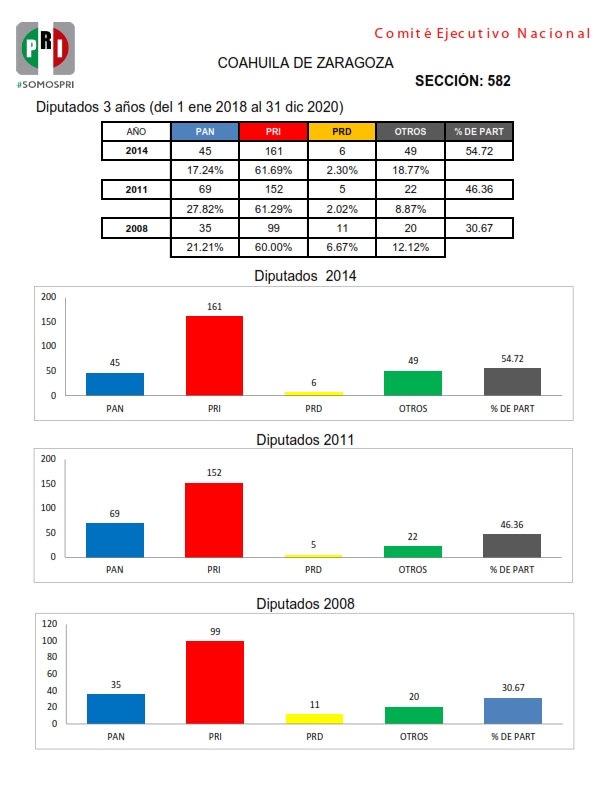 Comité Ejecutivo Nacional
PRI
#SOMOSPRI
COAHUILA DE ZARAGOZA
SECCIÓN: 582
Diputados 3 años (del 1 ene 2018 al 31 dic 2020)
AÑO PAN PRI PRD OTROS % DE PART
2014 45 161 6 49 54.72
17.24% 61.69% 2.30% 18.77%
2011 69 152 5 22 46.36
27.82% 61.29% 2.02% 8.87%
2008 35 99 11 20 30.67
21.21% 60.00% 6.67% 12.12%
Diputados 2014
200
150
100
50
0
45 161 6 49 54.72
PAN PRI PRD OTROS % DE PART
Diputados 2011
200
150
100
50
0
69 152 5 22 46.36
PAN PRI PRD OTROS % DE PART
Diputados 2008
120
100
80
60
40
20
0
35 99 11 20 30.67
PAN PRI PRD OTROS % DE PART